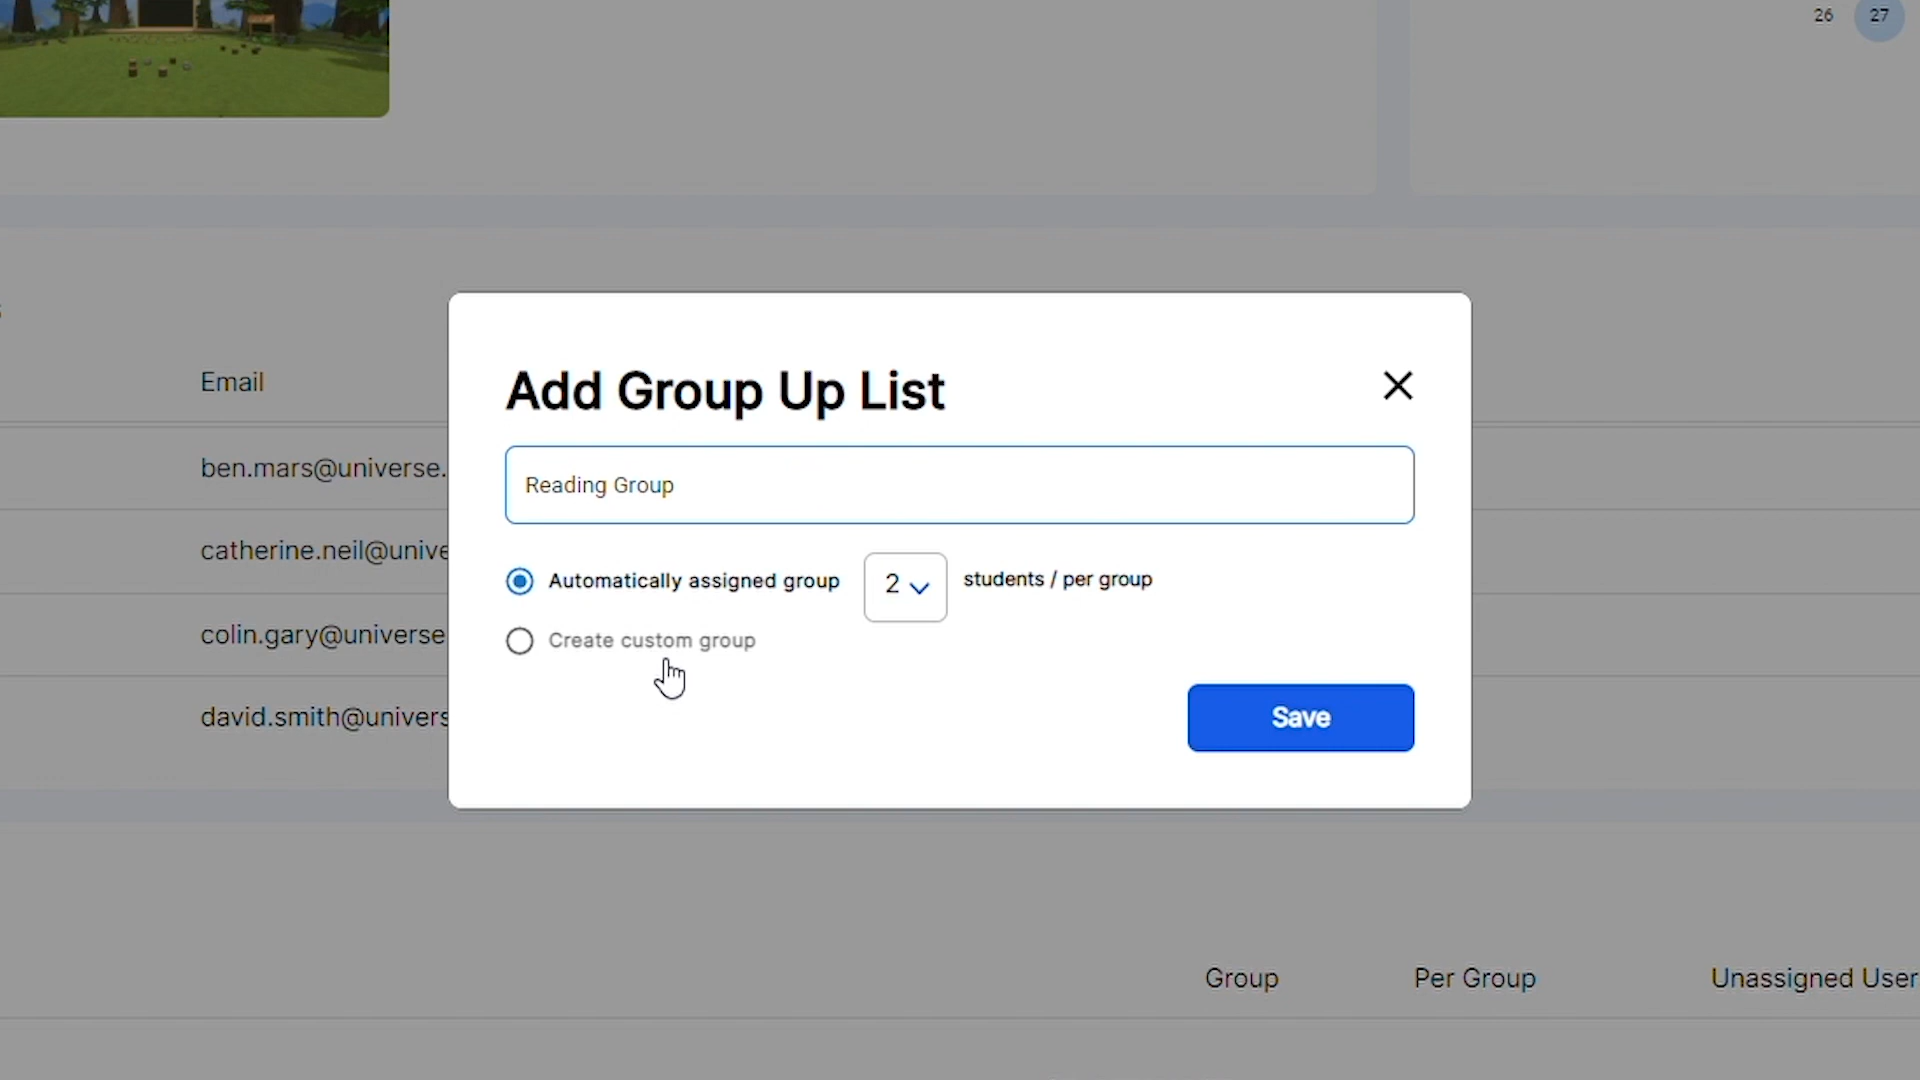 26 27
Add Group Up List
Email
ben.mars@universe.
Reading Group
catherine.neil@unive
Automatically assigned group 2 students / per group
colin.gary@universe
Create custom group
david.smith@univers
Save
Group Per Group Unassigned User